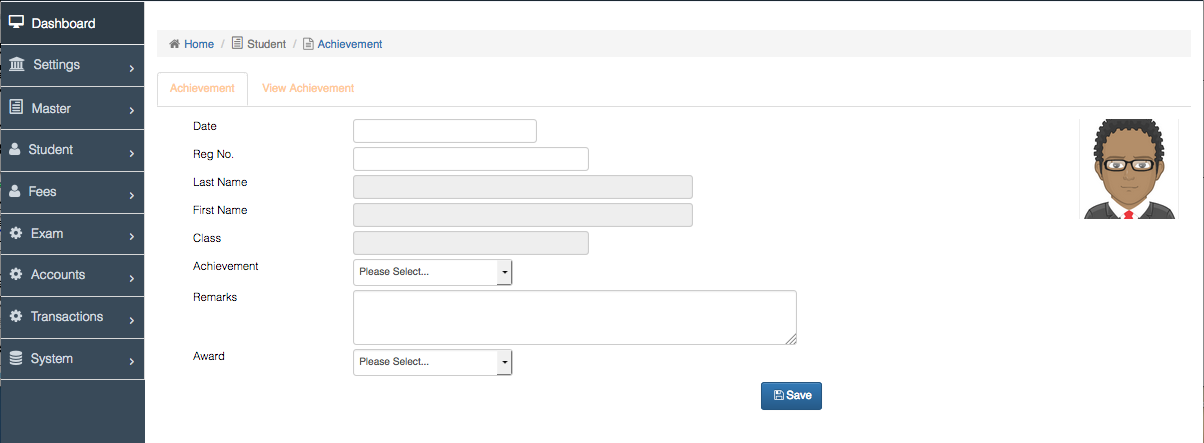 Dashboard
Settings
Master
Student
Fees
Exam
Accounts
Transactions
System
Home / Student / Achievement
Achievement View Achievement
Date
Reg No.
Last Name
First Name
Class
Achievement Please Select...
Remarks
Award Please Select...
Save